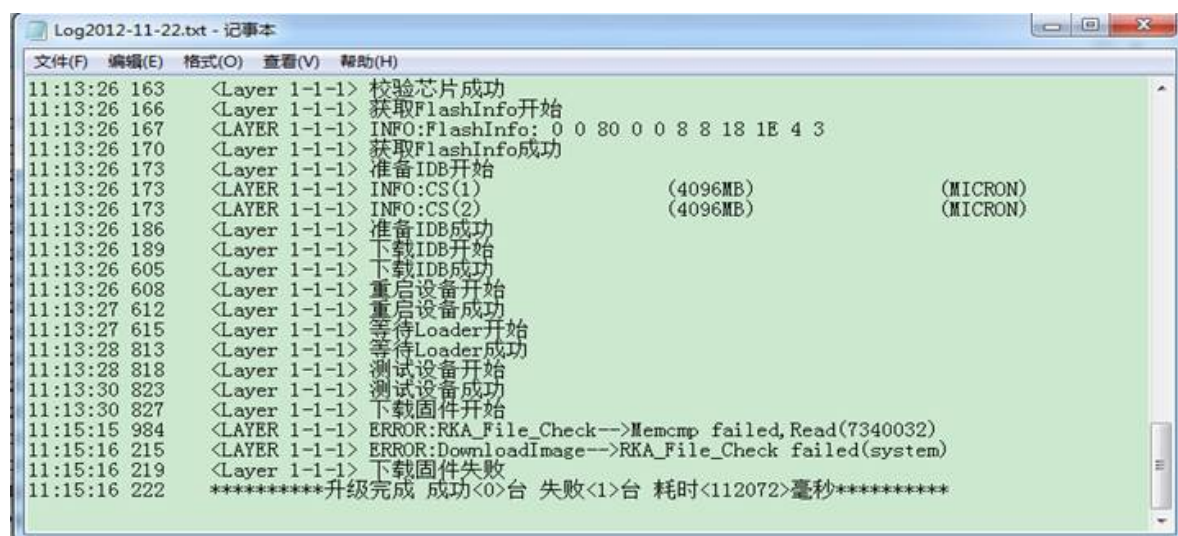 Log2012-11-22.txt - 记事本
文件(F) 编辑(E) 格式(O) 查看(V) 帮助(H)
11:13:26 163 <Layer 1-1-1> 校验芯片成功
11:13:26 166 <Layer 1-1-1> 获取FlashInfo开始
11:13:26 167 <LAYER 1-1-1> INFO:FlashInfo: 0 0 80 0 0 8 8 18 1E 4 3
11:13:26 170 <Layer 1-1-1> 获取FlashInfo成功
11:13:26 173 <Layer 1-1-1> 准备IDB开始
11:13:26 173 <LAYER 1-1-1> INFO:CS(1) (4096MB) (MICRON)
11:13:26 173 <LAYER 1-1-1> INFO:CS(2) (4096MB) (MICRON)
11:13:26 186 <Layer 1-1-1> 准备IDB成功
11:13:26 189 <Layer 1-1-1> 下载IDB开始
11:13:26 605 <Layer 1-1-1> 下载IDB成功
11:13:26 608 <Layer 1-1-1> 重启设备开始
11:13:27 612 <Layer 1-1-1> 重启设备成功
11:13:27 615 <Layer 1-1-1> 等待Loader开始
11:13:28 813 <Layer 1-1-1> 等待Loader成功
11:13:28 818 <Layer 1-1-1> 测试设备开始
11:13:30 823 <Layer 1-1-1> 测试设备成功
11:13:30 827 <Layer 1-1-1> 下载固件开始
11:15:15 984 <LAYER 1-1-1> ERROR:RKA_File_Check-->Memcmp failed,Read(7340032)
11:15:16 215 <LAYER 1-1-1> ERROR:DownloadImage-->RKA_File_Check failed(system)
11:15:16 219 <Layer 1-1-1> 下载固件失败
11:15:16 222 **********升级完成 成功<0>台 失败<1>台 耗时<112072>毫秒**********